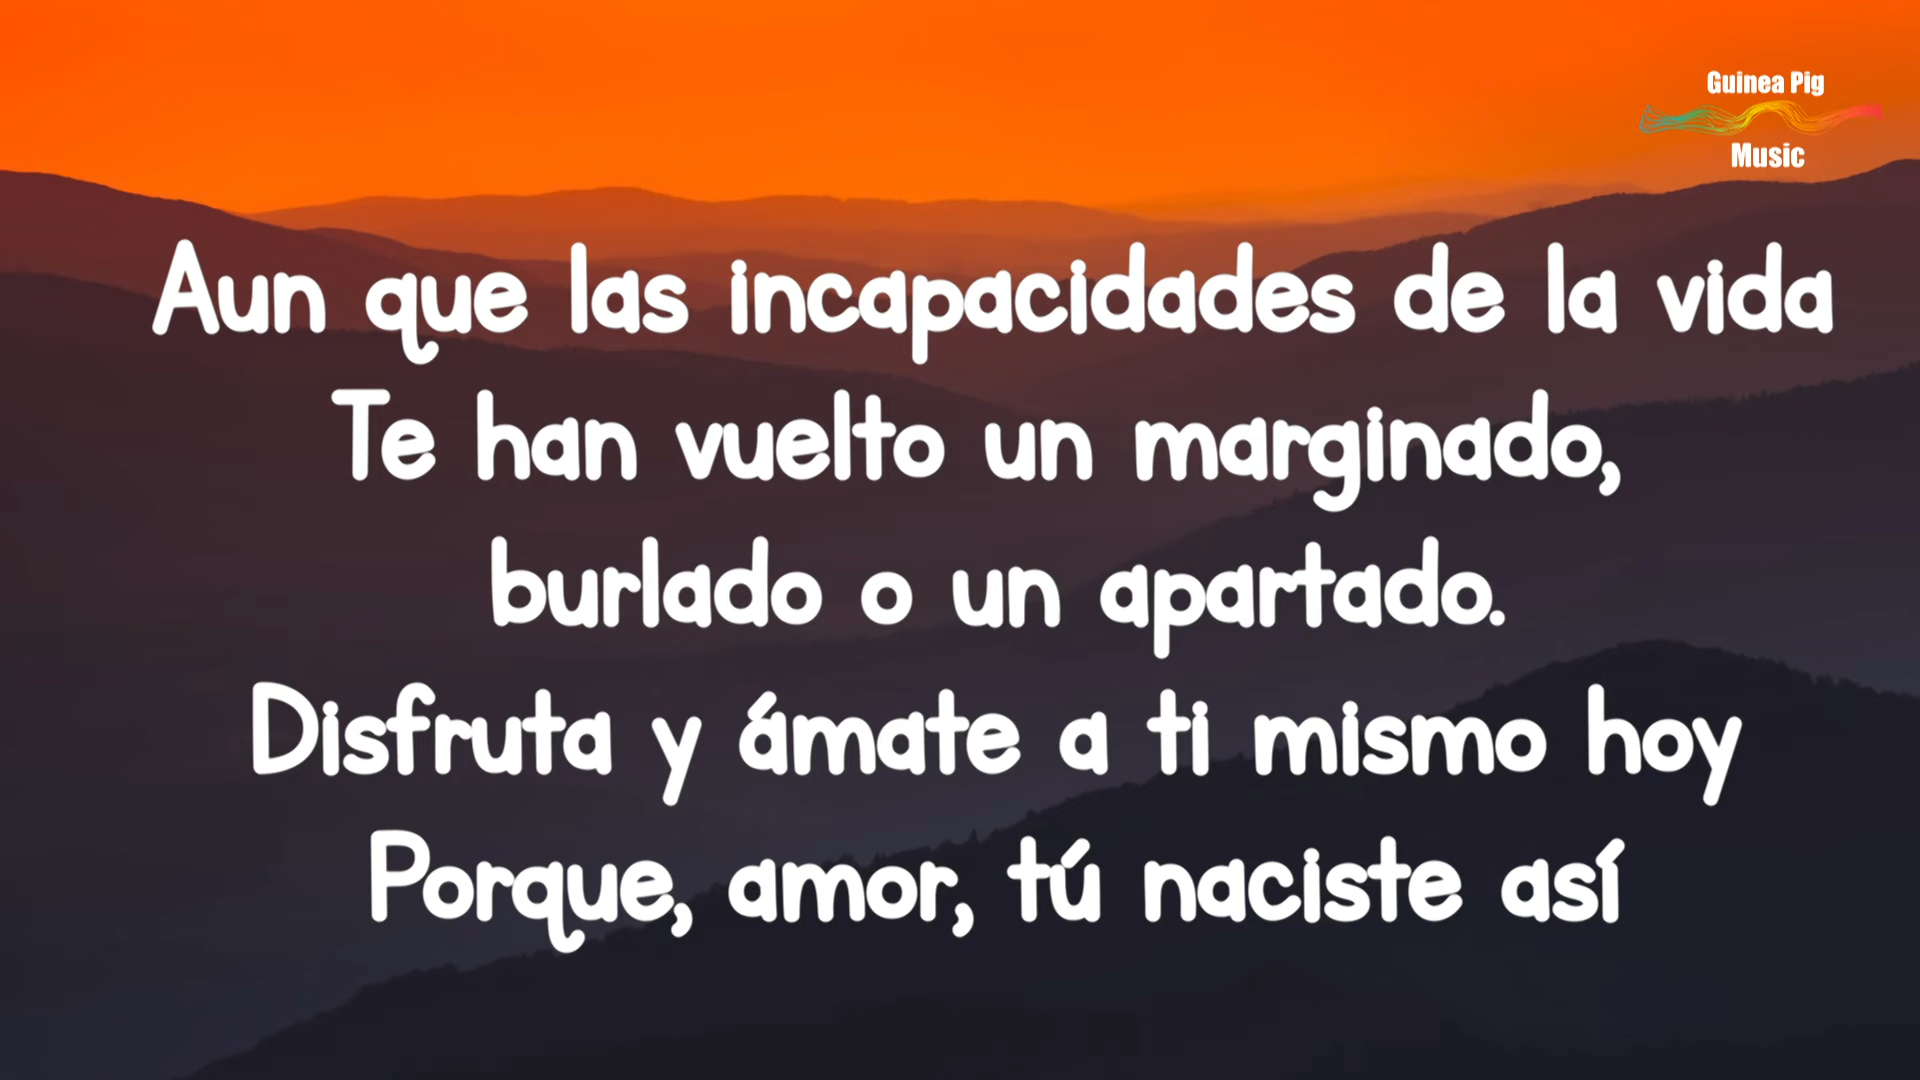 Guinea Pig
Music
Aun que las incapacidades de la vida
Te han vuelto un marginado,
burlado o un apartado.
Disfruta y ámate a ti mismo hoy
Porque, amor, tú naciste así